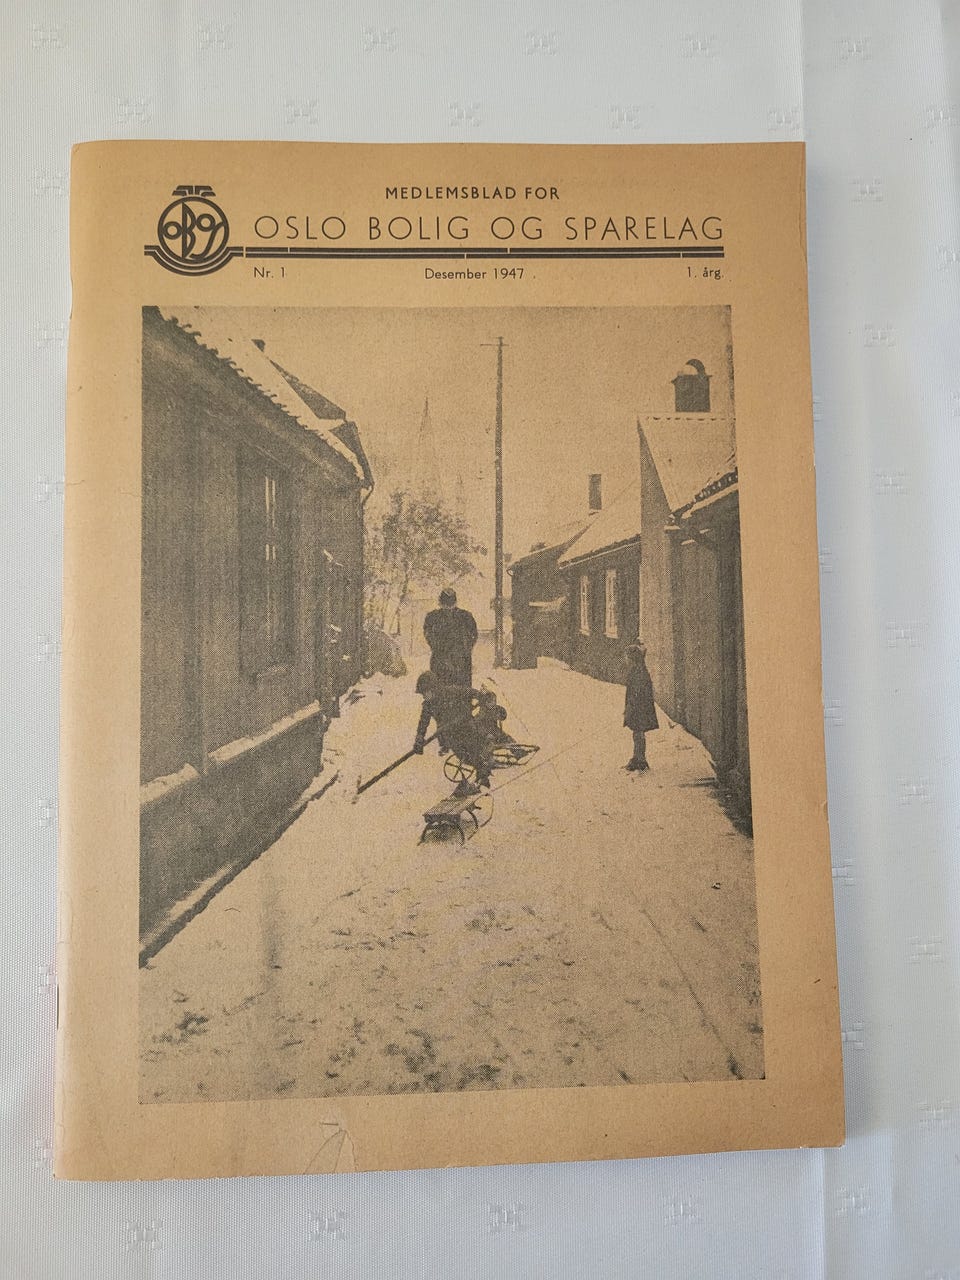 OBOS
MEDLEMSBLAD FOR
OSLO BOLIG OG SPARELAG
Nr. 1 Desember 1947 . 1. årg.